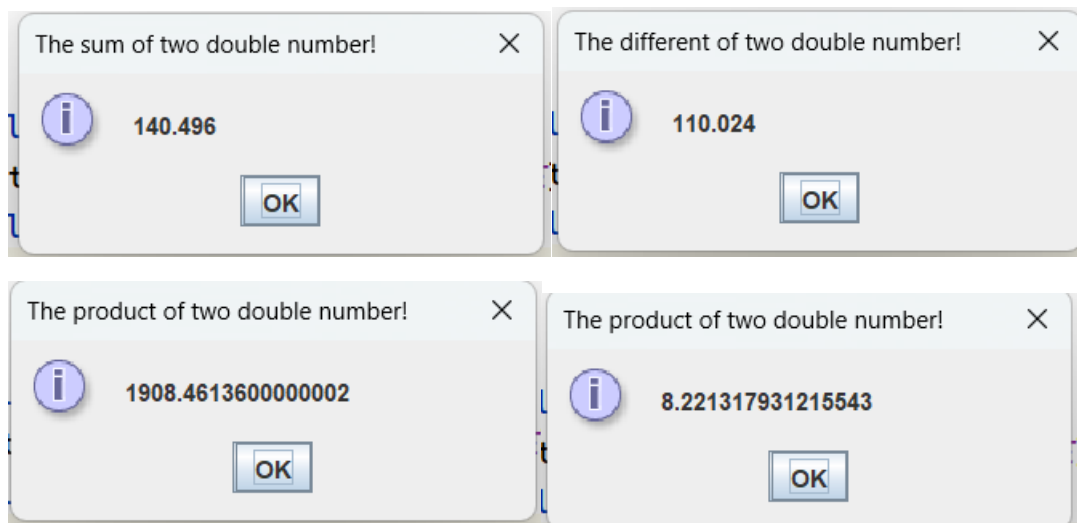 The sum of two double number!
140.496
OK
The different of two double number!
110.024
OK
The product of two double number!
1908.4613600000002
OK
The product of two double number!
8.221317931215543
OK